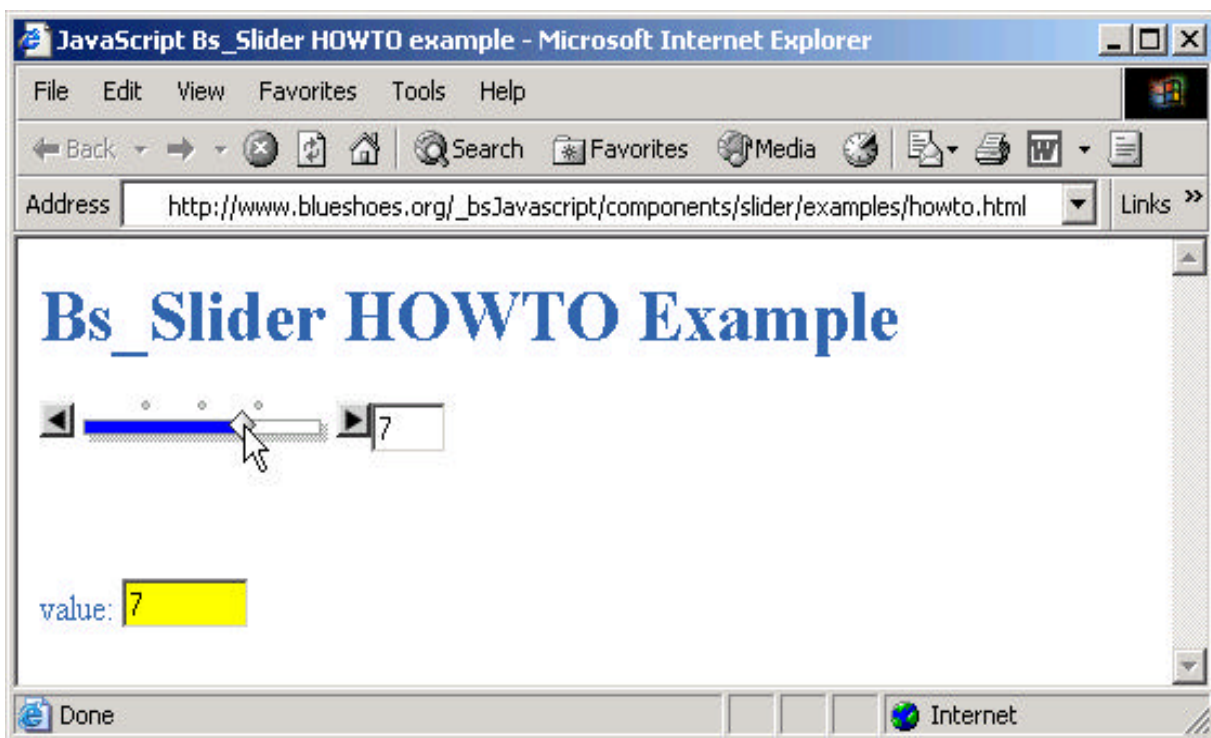 JavaScript Bs_Slider HOWTO example - Microsoft Internet Explorer
File Edit View Favorites Tools Help
Back Search Favorites Media W
Address http://www.blueshoes.org/_bsJavascript/components/slider/examples/howto.html Links »
Bs_Slider HOWTO Example
7
value: 7
Done Internet